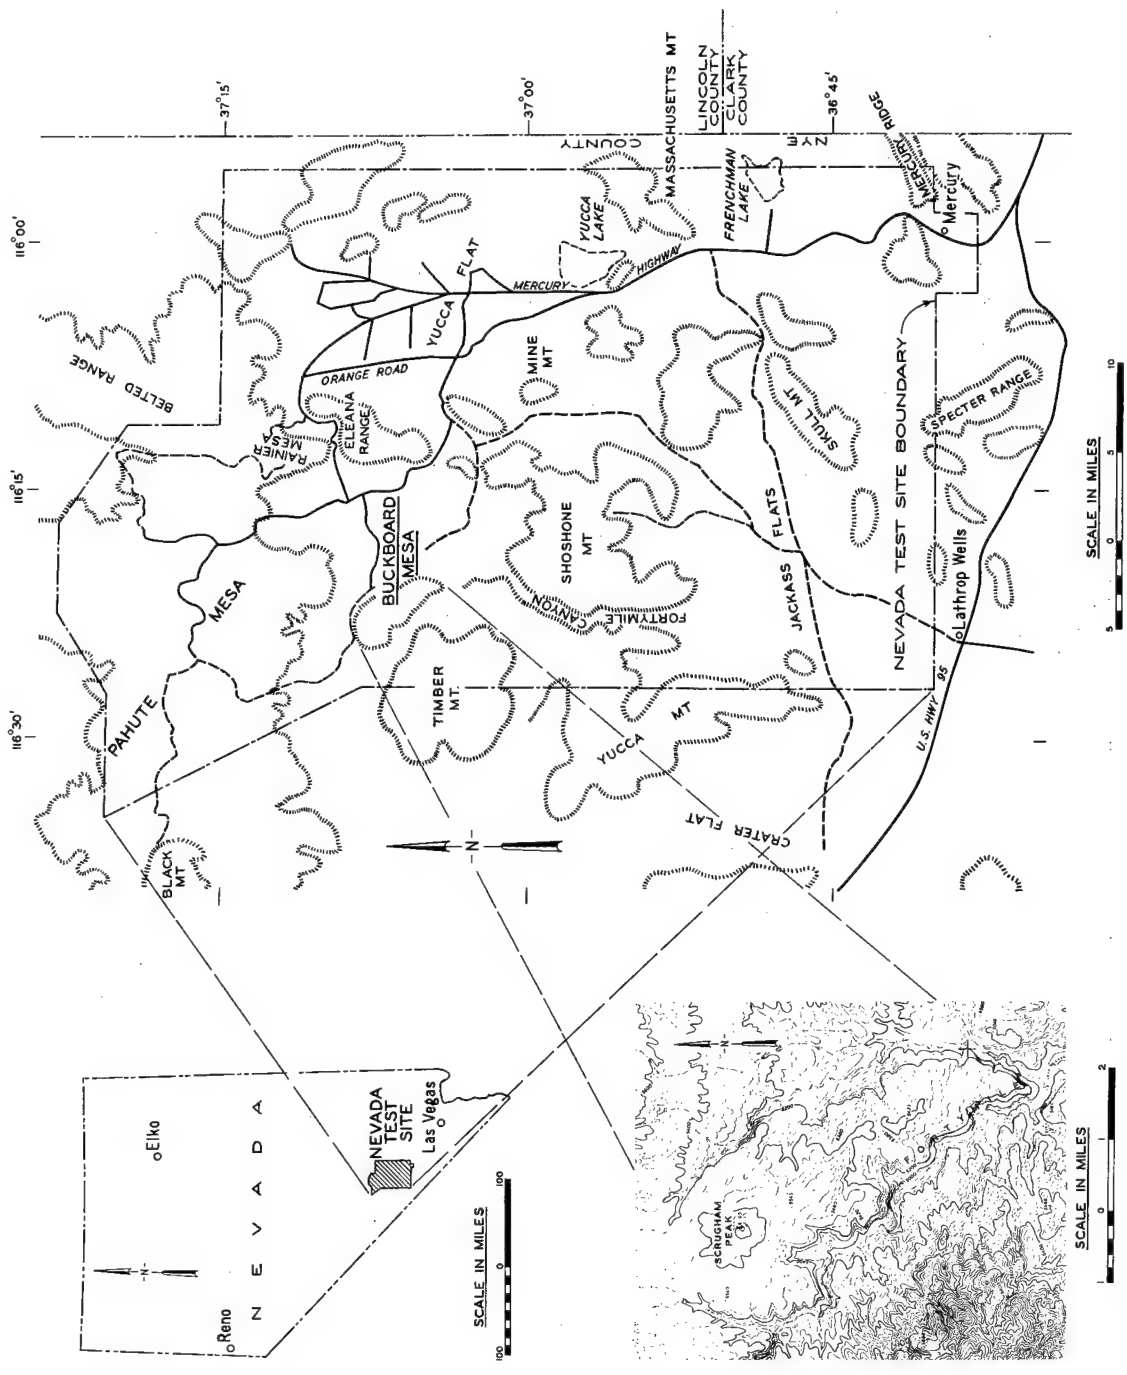 116°30'
116°15'
116°00'
37°15'
37°00'
36°45'
BELTED RANGE
PAHUTE
MESA
BLACK
MT
RAINIER
MESA
ELEANA
RANGE
ORANGE ROAD
YUCCA
FLAT
MERCURY
HIGHWAY
YUCCA
LAKE
MINE
MT
BUCKBOARD
MESA
TIMBER
MT.
SHOSHONE
MT
FORTYMILE
CANYON
YUCCA
MT
CRATER FLAT
JACKASS
FLATS
SKULL MT
FRENCHMAN
LAKE
MASSACHUSETTS MT
LINCOLN
COUNTY
CLARK
COUNTY
NYE
COUNTY
MERCURY RIDGE
MERCURY
Mercury
SPECTER RANGE
NEVADA TEST SITE BOUNDARY
Lathrop Wells
U.S. HWY 95
-N-
SCALE IN MILES
5 0 5 10
-N-
Elko
Reno
NEVADA
NEVADA
TEST
SITE
Las Vegas
SCALE IN MILES
100 0 100
-N-
SCRUGHAM
PEAK
SCALE IN MILES
1 0 1 2